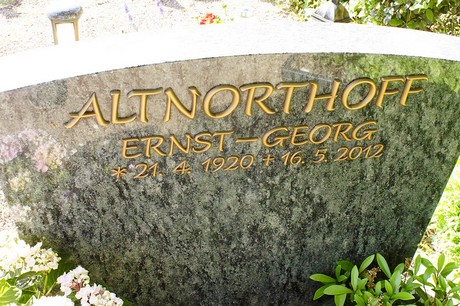 ALTNORTHOFF
ERNST–GEORG
* 21. 4. 1920 + 16. 5. 2012